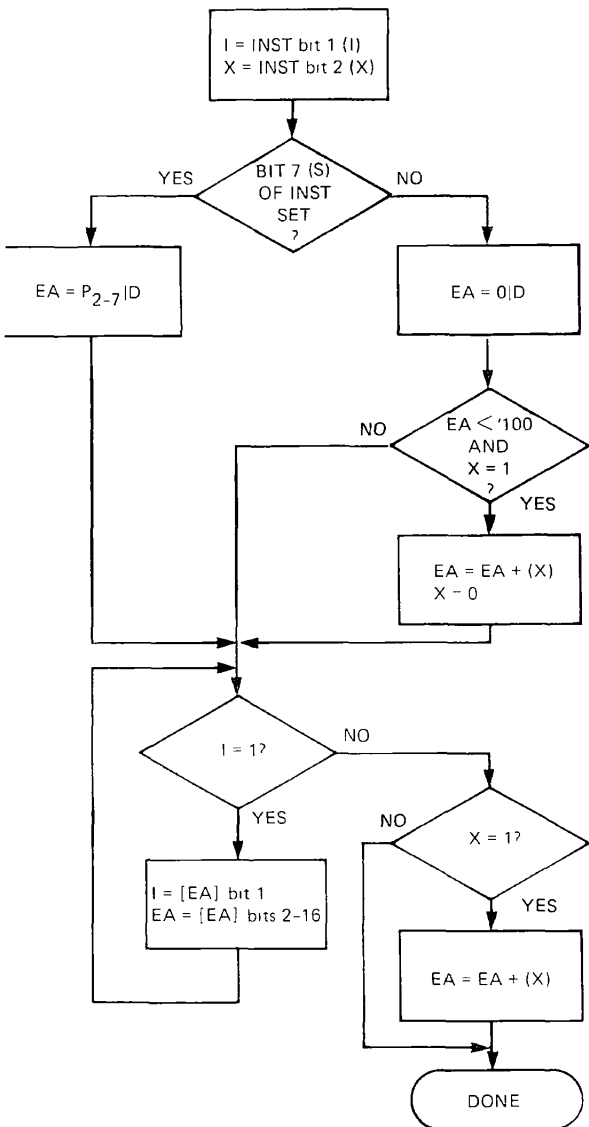 I = INST bit 1 (I)
X = INST bit 2 (X)
BIT 7 (S)
OF INST
SET
?
YES
NO
EA = P2-7|D
EA = 0|D
EA < '100
AND
X = 1
?
NO
YES
EA = EA + (X)
X = 0
I = 1?
NO
YES
X = 1?
NO
YES
I = [EA] bit 1
EA = [EA] bits 2-16
EA = EA + (X)
DONE